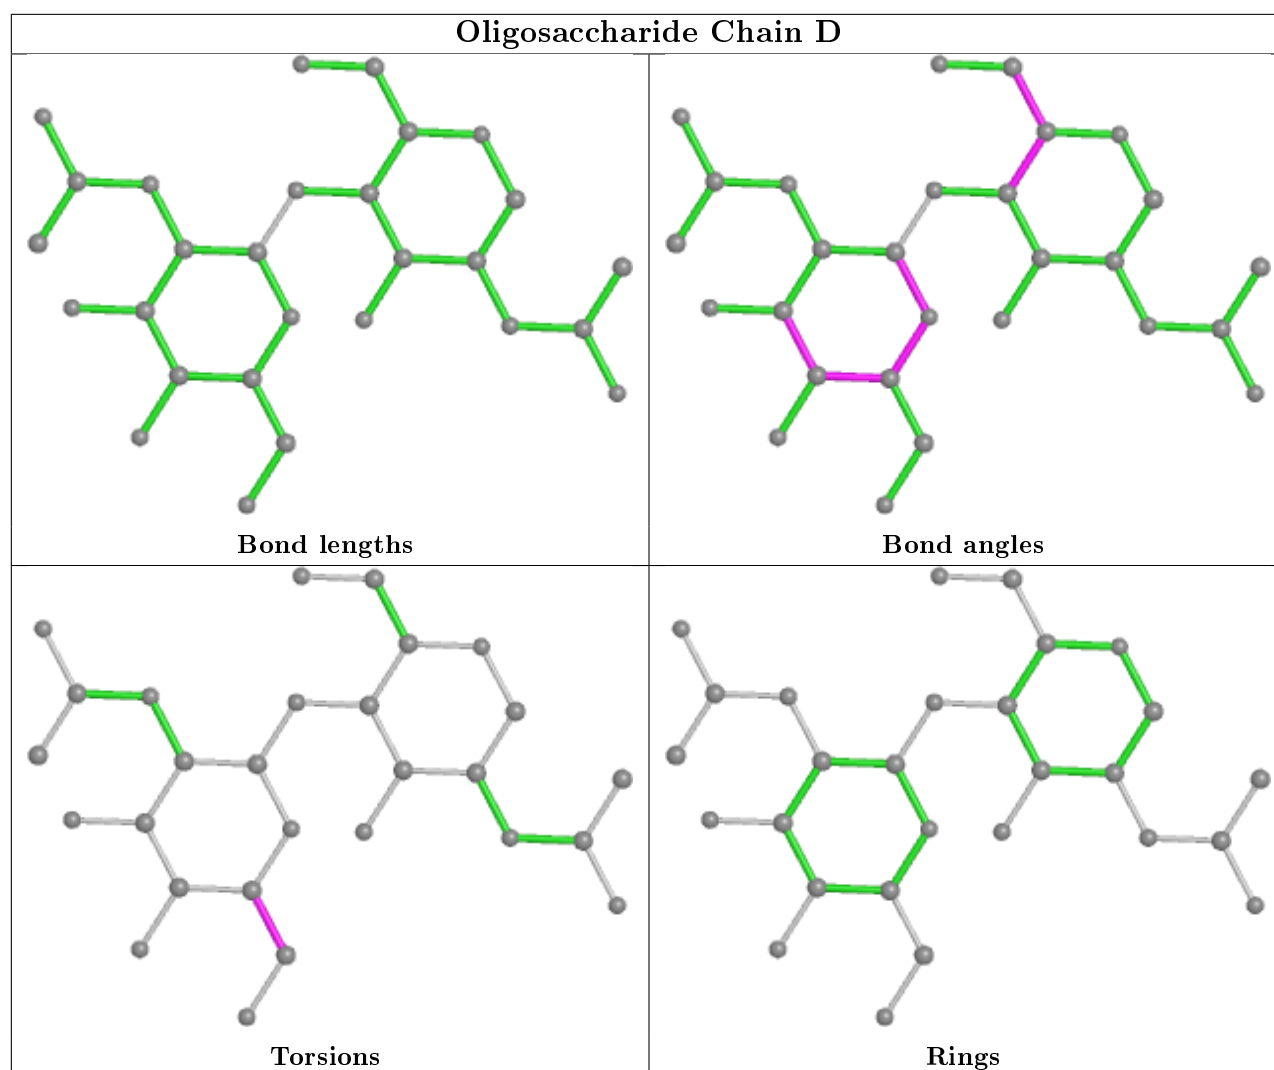 Oligosaccharide Chain D
Bond lengths
Bond angles
Torsions
Rings